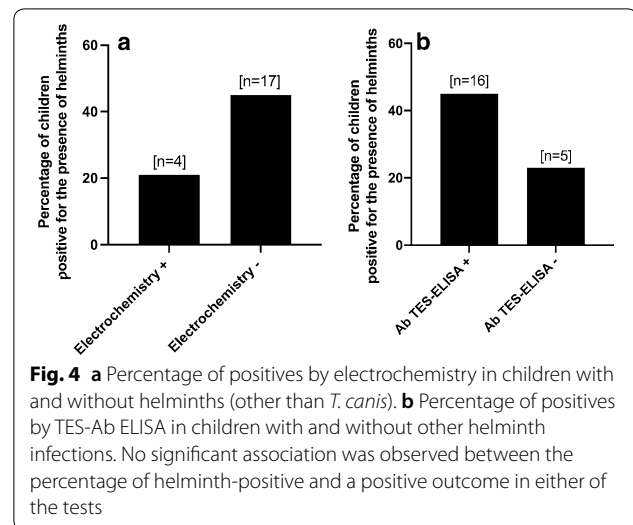 a
Percentage of children
positive for the presence of helminths
60
40
20
0
[n=4]
[n=17]
Electrochemistry +
Electrochemistry -
b
Percentage of children
positive for the presence of helminths
60
40
20
0
[n=16]
[n=5]
Ab TES-ELISA +
Ab TES-ELISA -
Fig. 4 a Percentage of positives by electrochemistry in children with
and without helminths (other than T. canis). b Percentage of positives
by TES-Ab ELISA in children with and without other helminth
infections. No significant association was observed between the
percentage of helminth-positive and a positive outcome in either of
the tests